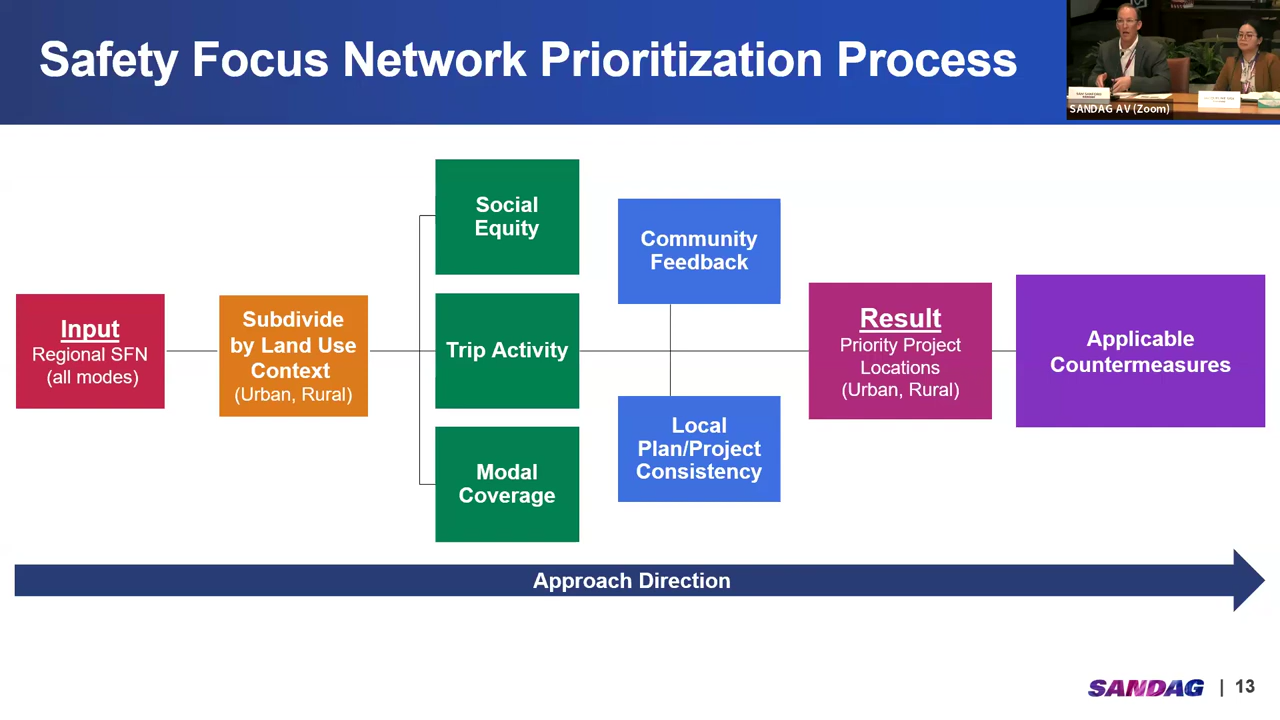 Safety Focus Network Prioritization Process
SANDAG AV (Zoom)
Input
Regional SFN
(all modes)
Subdivide
by Land Use
Context
(Urban, Rural)
Social
Equity
Trip Activity
Modal
Coverage
Community
Feedback
Local
Plan/Project
Consistency
Result
Priority Project
Locations
(Urban, Rural)
Applicable
Countermeasures
Approach Direction
SANDAG | 13